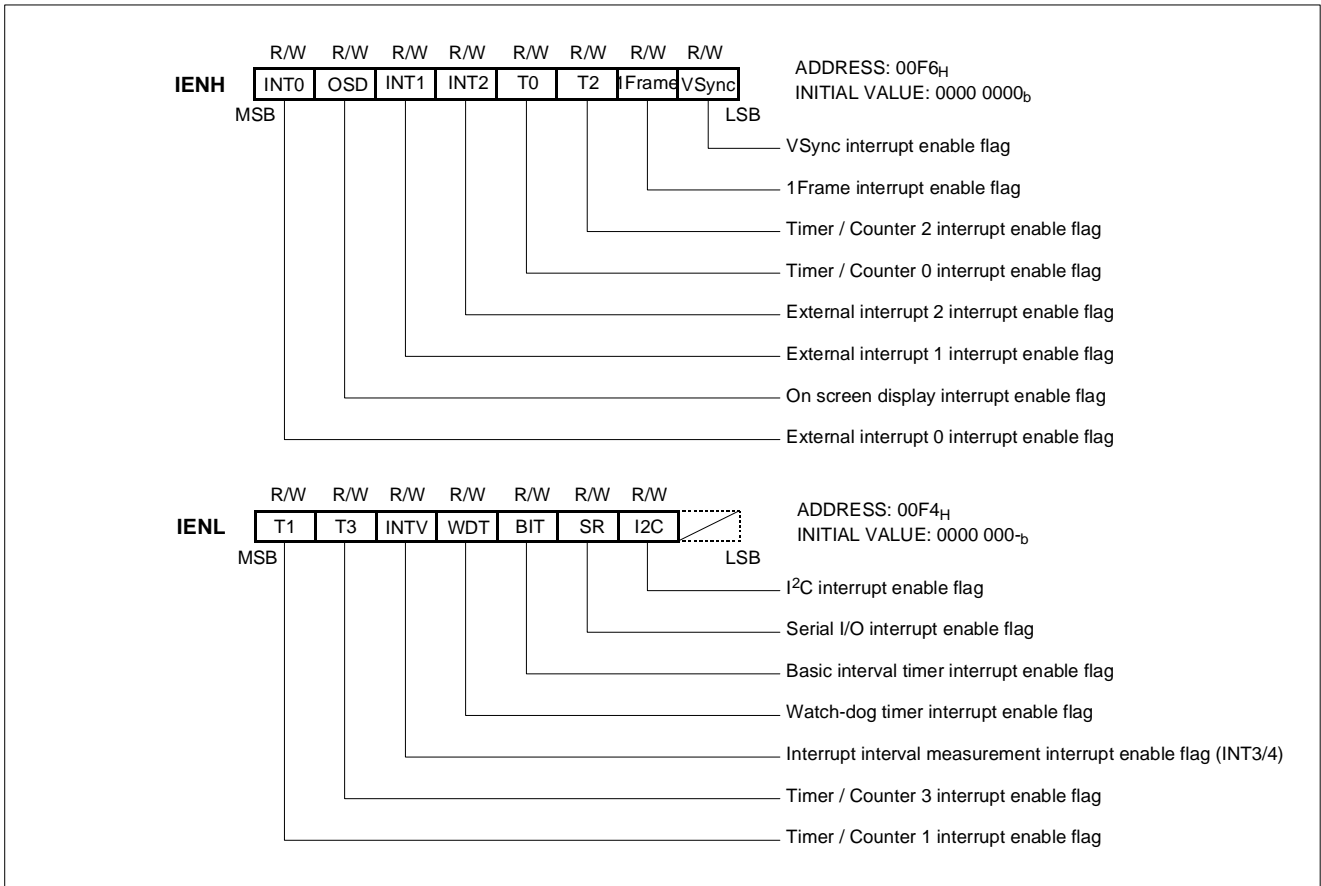 R/W R/W R/W R/W R/W R/W R/W R/W
IENH INT0 OSD INT1 INT2 T0 T2 1Frame VSync
MSB LSB
ADDRESS: 00F6H
INITIAL VALUE: 0000 0000b
VSync interrupt enable flag
1Frame interrupt enable flag
Timer / Counter 2 interrupt enable flag
Timer / Counter 0 interrupt enable flag
External interrupt 2 interrupt enable flag
External interrupt 1 interrupt enable flag
On screen display interrupt enable flag
External interrupt 0 interrupt enable flag
R/W R/W R/W R/W R/W R/W R/W
IENL T1 T3 INTV WDT BIT SR I2C
MSB LSB
ADDRESS: 00F4H
INITIAL VALUE: 0000 000-b
I2C interrupt enable flag
Serial I/O interrupt enable flag
Basic interval timer interrupt enable flag
Watch-dog timer interrupt enable flag
Interrupt interval measurement interrupt enable flag (INT3/4)
Timer / Counter 3 interrupt enable flag
Timer / Counter 1 interrupt enable flag